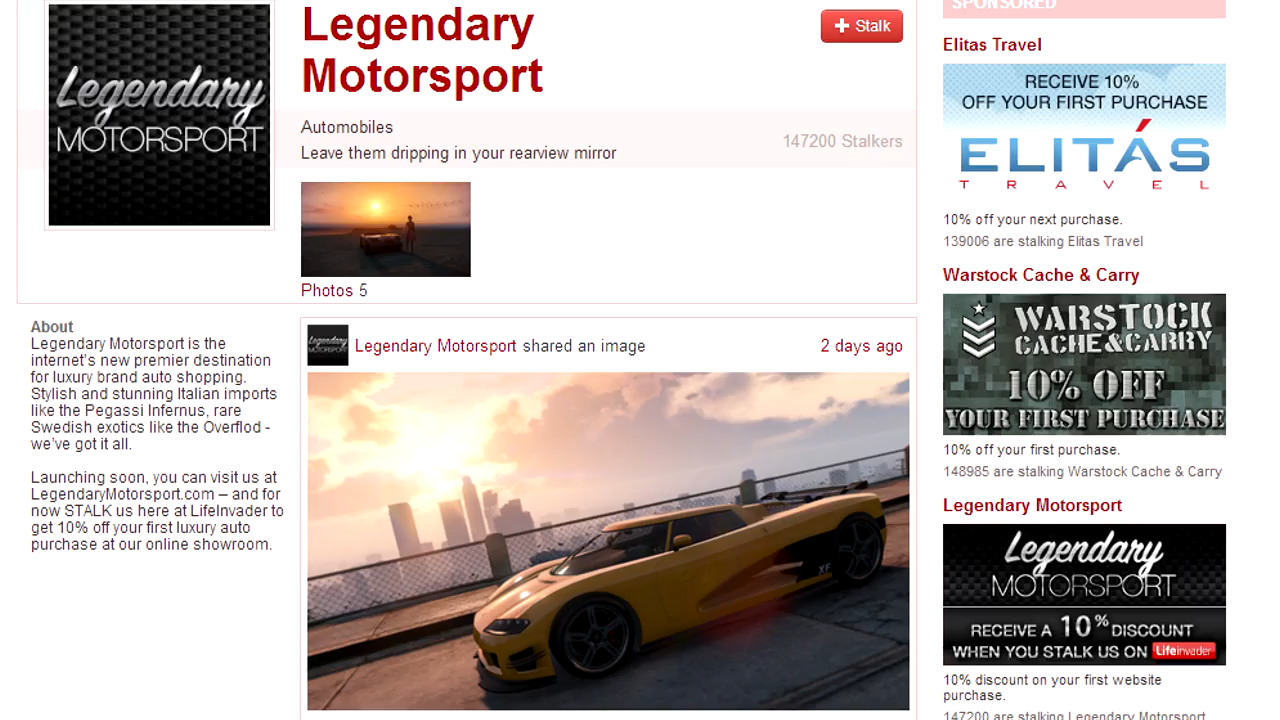 Legendary
MOTORSPORT
Legendary
Motorsport
Stalk
Automobiles
Leave them dripping in your rearview mirror
147200 Stalkers
Photos 5
About
Legendary Motorsport is the
internet's new premier destination
for luxury brand auto shopping.
Stylish and stunning Italian imports
like the Pegassi Infernus, rare
Swedish exotics like the Overflod -
we've got it all.
Launching soon, you can visit us at
LegendaryMotorsport.com – and for
now STALK us here at LifeInvader to
get 10% off your first luxury auto
purchase at our online showroom.
Legendary
MOTORSPORT
Legendary Motorsport shared an image
2 days ago
XF
SPONSORED
Elitas Travel
RECEIVE 10%
OFF YOUR FIRST PURCHASE
ELITÁS
TRAVEL
10% off your next purchase.
139006 are stalking Elitas Travel
Warstock Cache & Carry
WARSTOCK
CACHE&CARRY
10% OFF
YOUR FIRST PURCHASE
10% off your first purchase.
148985 are stalking Warstock Cache & Carry
Legendary Motorsport
Legendary
MOTORSPORT
RECEIVE A 10% DISCOUNT
WHEN YOU STALK US ON Lifeinvader
10% discount on your first website
purchase.
147200 are stalking Legendary Motorsport